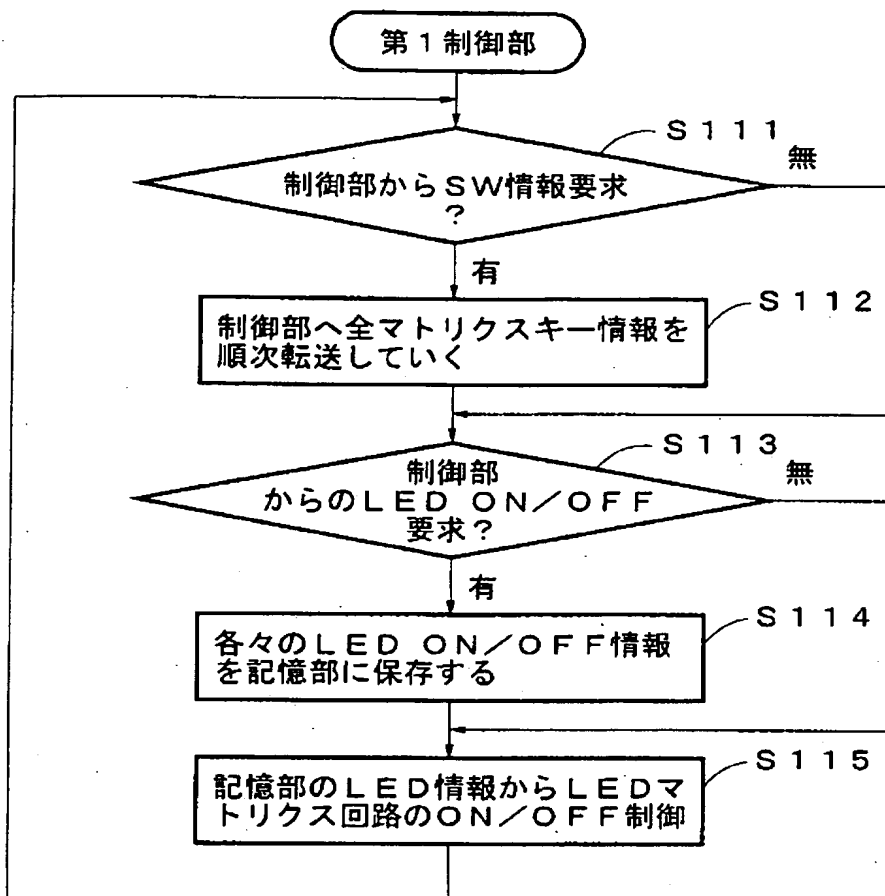 第1制御部
S111
無
制御部からSW情報要求
?
有
S112
制御部へ全マトリクスキー情報を
順次転送していく
S113
無
制御部
からのLED ON/OFF
要求?
有
S114
各々のLED ON/OFF情報
を記憶部に保存する
S115
記憶部のLED情報からLEDマ
トリクス回路のON/OFF制御